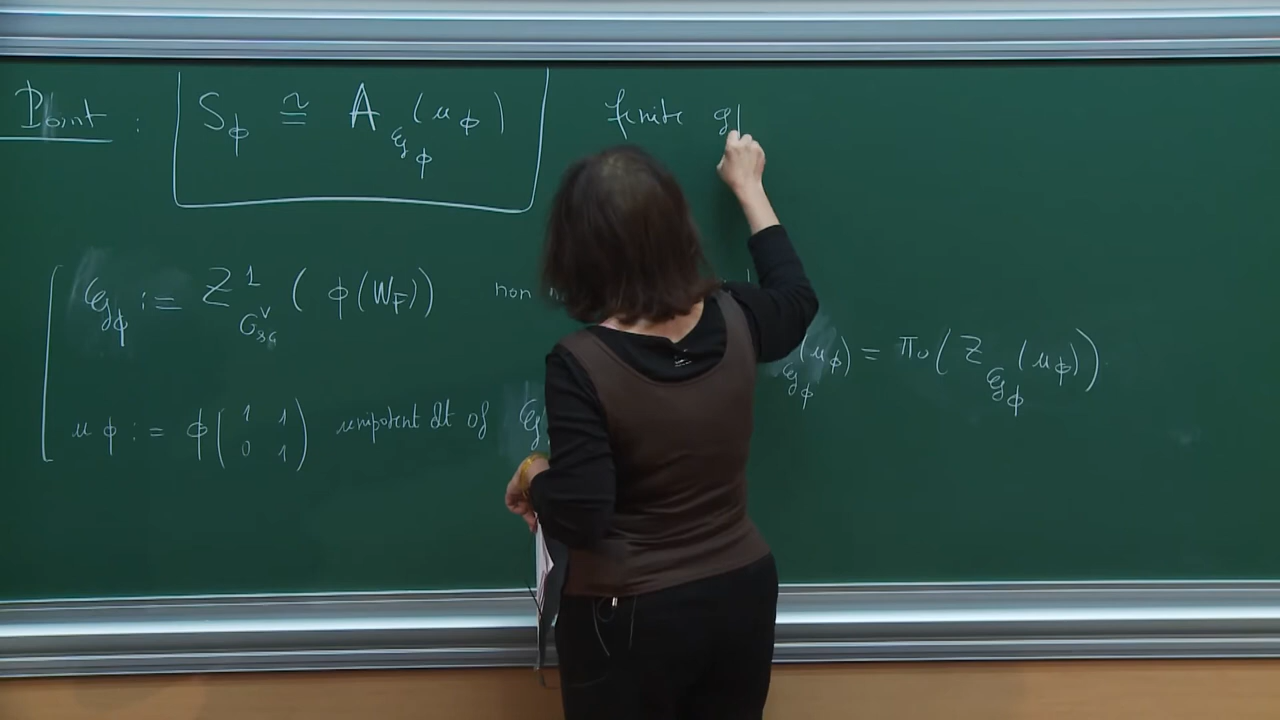 Point : S_ϕ ≅ A_{𝒢_ϕ}(u_ϕ) finite g
𝒢_ϕ := Z^1_{G^∨_{sc}} (ϕ(W_F)) non
_{𝒢_ϕ}(u_ϕ) = π_0(Z_{𝒢_ϕ}(u_ϕ))
u_ϕ := ϕ(1 1
0 1) unipotent elt of 𝒢